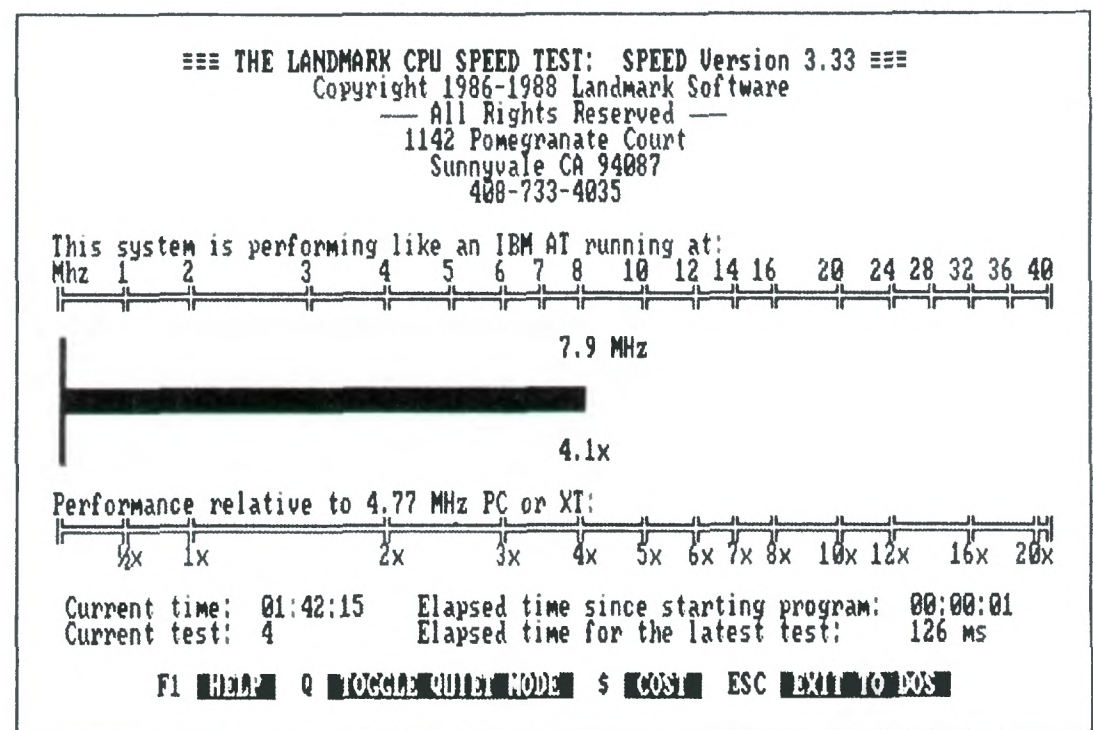 ≡≡≡ THE LANDMARK CPU SPEED TEST: SPEED Version 3.33 ≡≡≡
Copyright 1986-1988 Landmark Software
── All Rights Reserved ──
1142 Pomegranate Court
Sunnyvale CA 94087
408-733-4035
This system is performing like an IBM AT running at:
Mhz 1 2 3 4 5 6 7 8 10 12 14 16 20 24 28 32 36 40
7.9 MHz
4.1x
Performance relative to 4.77 MHz PC or XT:
½x 1x 2x 3x 4x 5x 6x 7x 8x 10x 12x 16x 20x
Current time: 01:42:15 Elapsed time since starting program: 00:00:01
Current test: 4 Elapsed time for the latest test: 126 ms
F1 HELP Q TOGGLE QUIET MODE $ COST ESC EXIT TO DOS